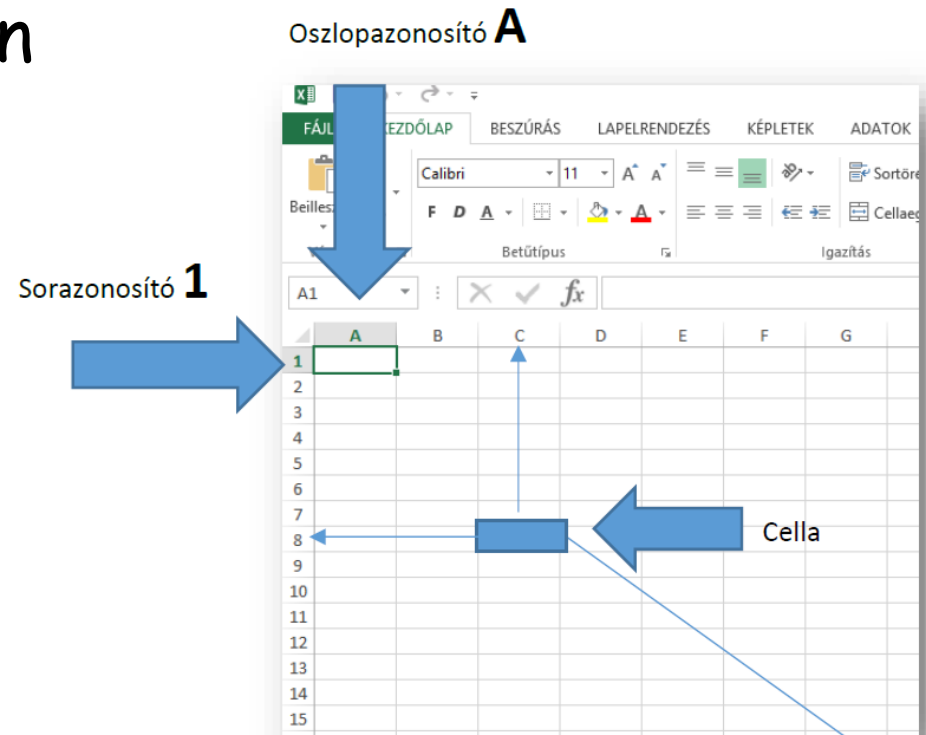 n
Oszlopazonosító A
FÁJL KEZDŐLAP BESZÚRÁS LAPELRENDEZÉS KÉPLETEK ADATOK
Calibri 11 A A
Sortöre
Beilles
F D A A
Cellaeg
Betűtípus Igazítás
Sorazonosító 1
A1 fx
A B C D E F G
1
2
3
4
5
6
7
8
Cella
9
10
11
12
13
14
15